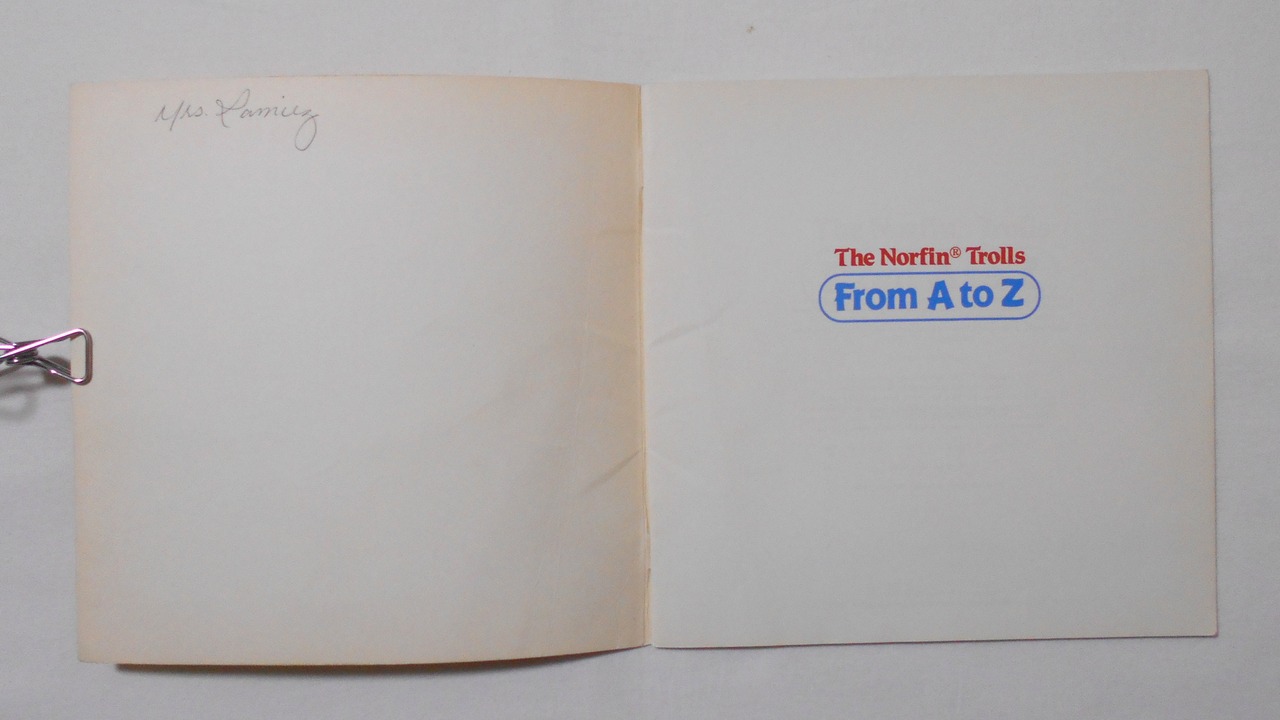 Mrs. Ramirez
The Norfin® Trolls
From A to Z